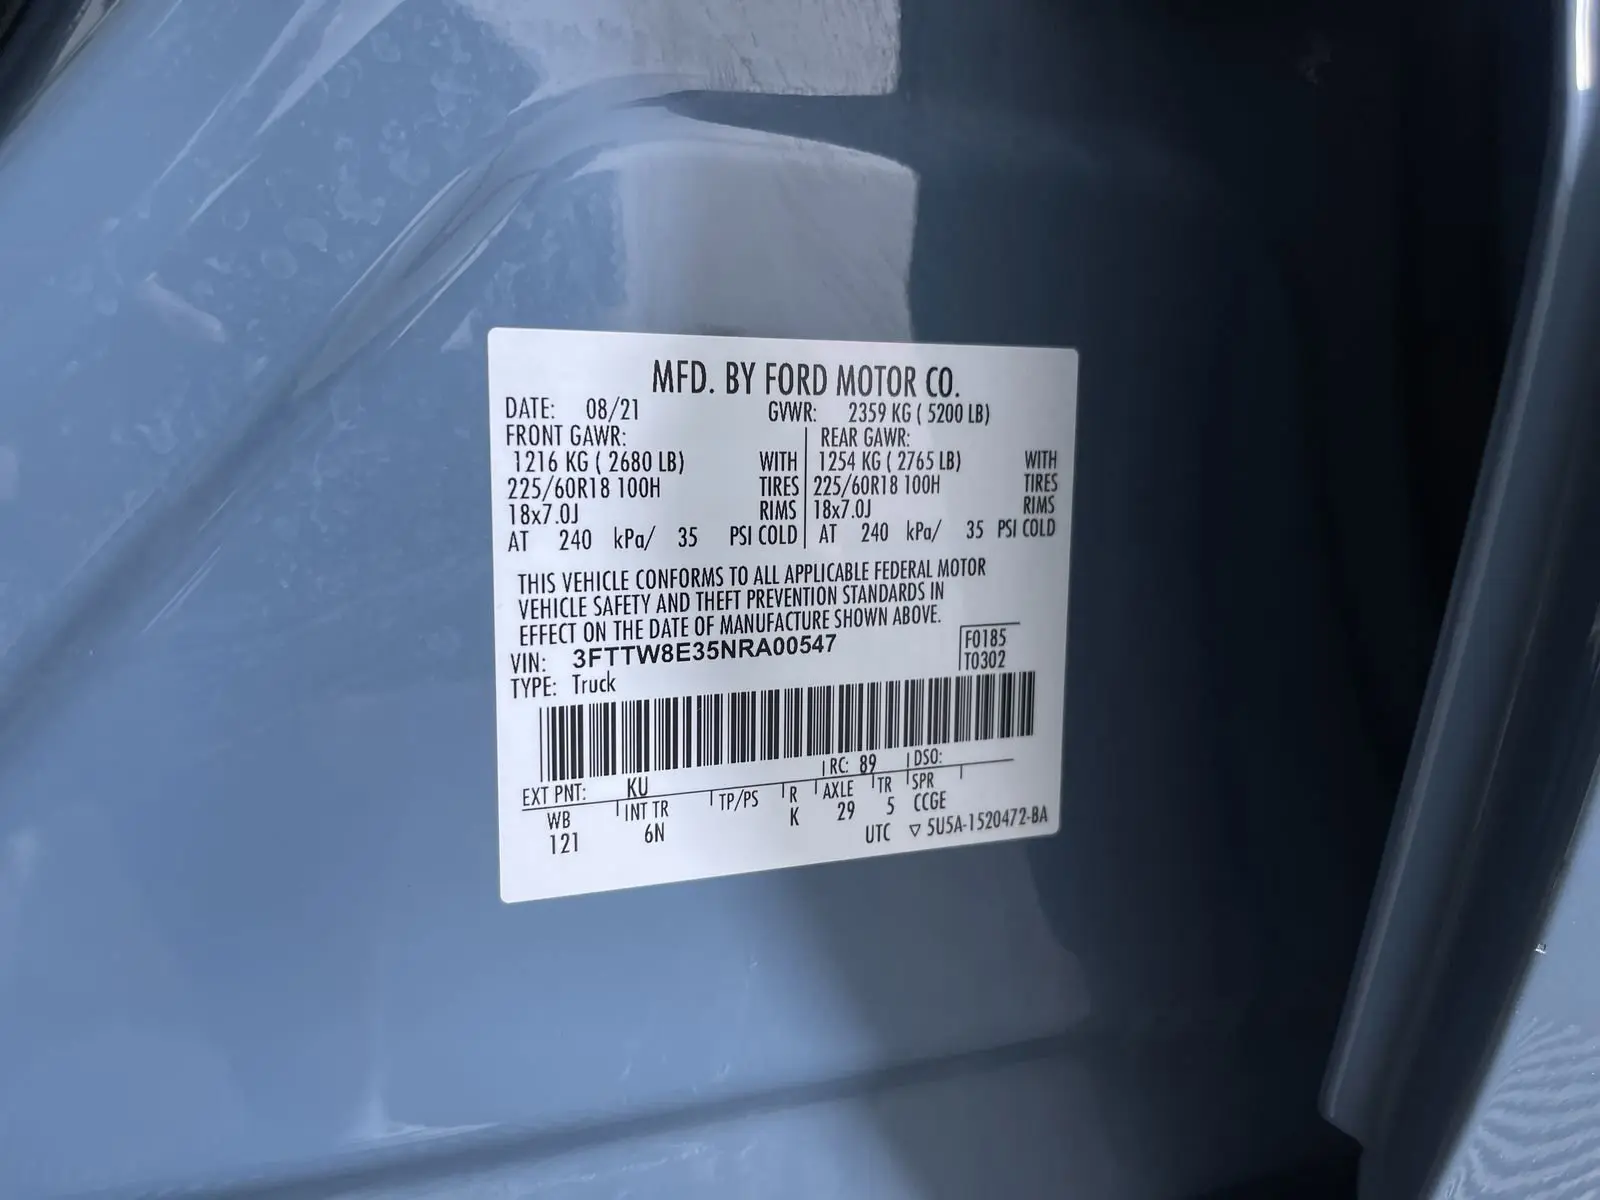 MFD. BY FORD MOTOR CO.
DATE: 08/21 GVWR: 2359 KG ( 5200 LB)
FRONT GAWR: REAR GAWR:
1216 KG ( 2680 LB) WITH 1254 KG ( 2765 LB) WITH
225/60R18 100H TIRES 225/60R18 100H TIRES
18x7.0J RIMS 18x7.0J RIMS
AT 240 kPa/ 35 PSI COLD AT 240 kPa/ 35 PSI COLD
THIS VEHICLE CONFORMS TO ALL APPLICABLE FEDERAL MOTOR
VEHICLE SAFETY AND THEFT PREVENTION STANDARDS IN
EFFECT ON THE DATE OF MANUFACTURE SHOWN ABOVE.
VIN: 3FTTW8E35NRA00547 F0185
TYPE: Truck T0302
EXT PNT: KU RC: 89 DSO:
WB INT TR TP/PS R AXLE TR SPR
121 6N K 29 5 CCGE
UTC ▽ 5U5A-1520472-BA